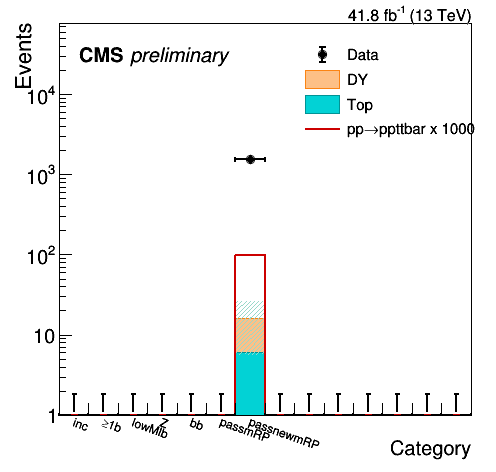 41.8 fb⁻¹ (13 TeV)
Events
CMS preliminary
Data
DY
Top
pp→ppttbar x 1000
10⁴
10³
10²
10
1
inc
≥1b
lowMlb
Z
bb
passmRP
passnewmRP
Category